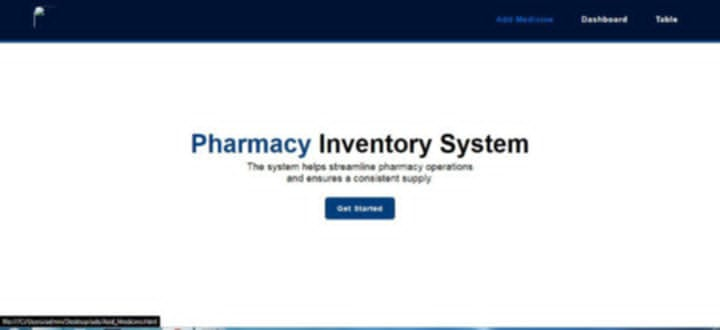 Add Medicine Dashboard Table
Pharmacy Inventory System
The system helps streamline pharmacy operations
and ensures a consistent supply
Get Started